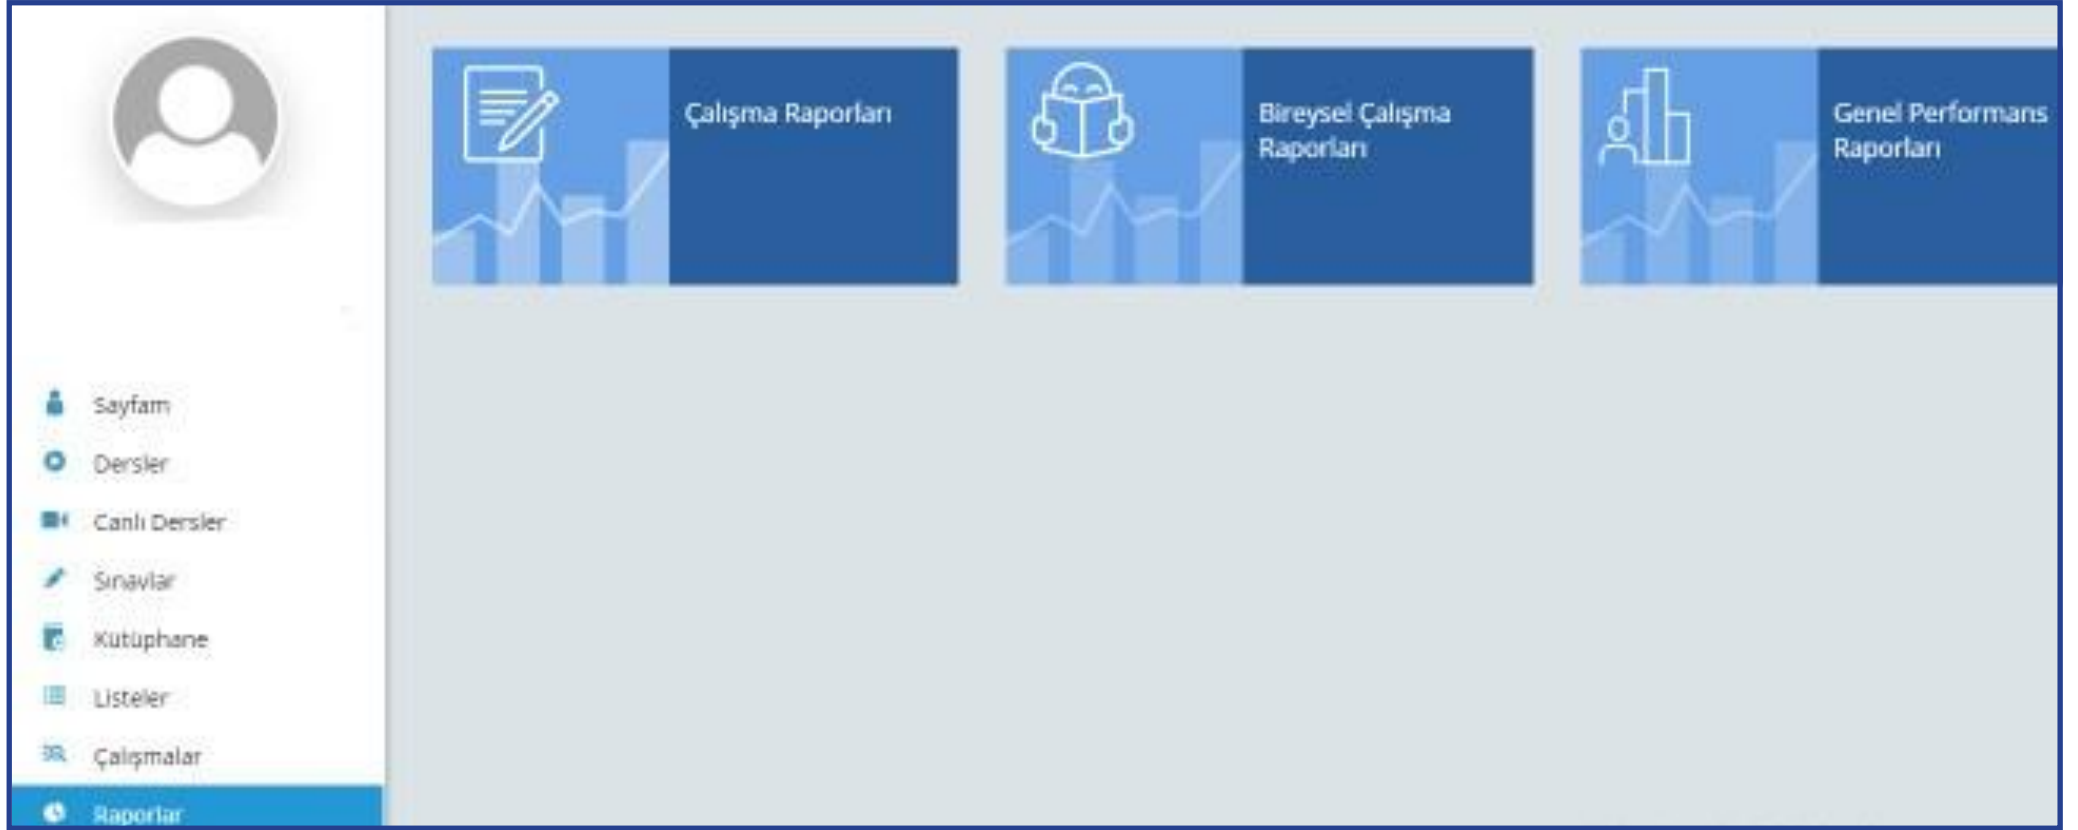 Çalışma Raporları
Bireysel Çalışma
Raporları
Genel Performans
Raporları
Sayfam
Dersler
Canlı Dersler
Sınavlar
Kütüphane
Listeler
Çalışmalar
Raporlar